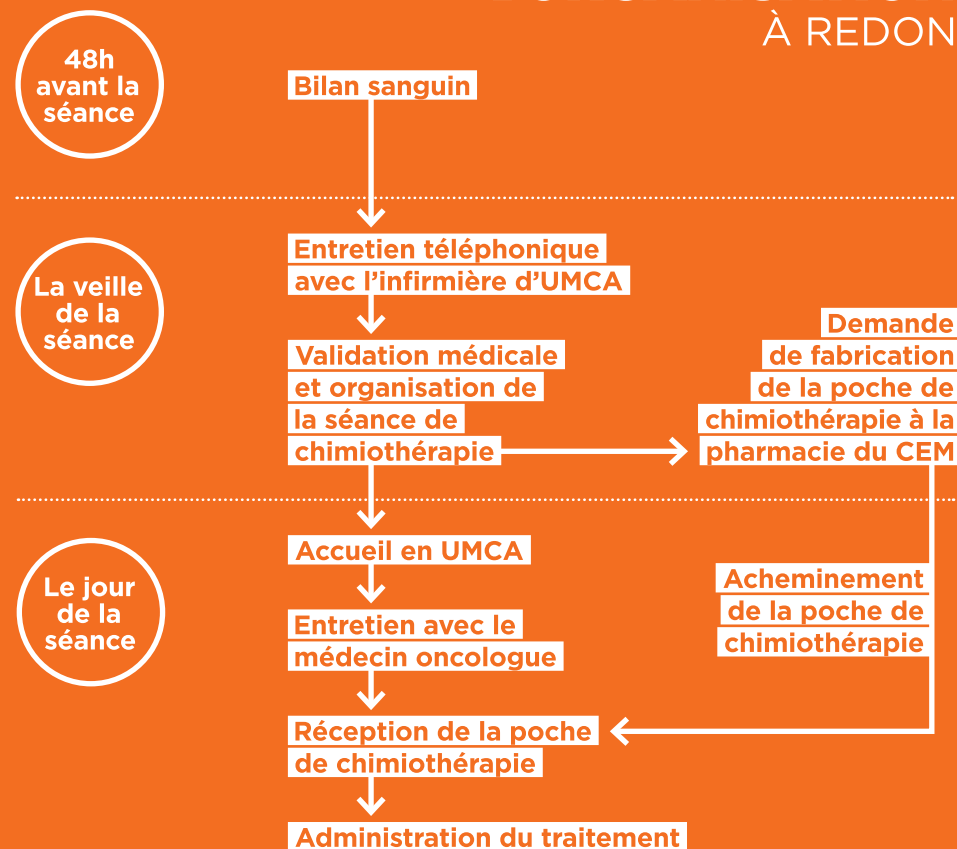 À REDON
48h
avant la
séance
Bilan sanguin
La veille
de la
séance
Entretien téléphonique
avec l’infirmière d’UMCA
Validation médicale
et organisation de
la séance de
chimiothérapie
Demande
de fabrication
de la poche de
chimiothérapie à la
pharmacie du CEM
Le jour
de la
séance
Accueil en UMCA
Entretien avec le
médecin oncologue
Acheminement
de la poche de
chimiothérapie
Réception de la poche
de chimiothérapie
Administration du traitement